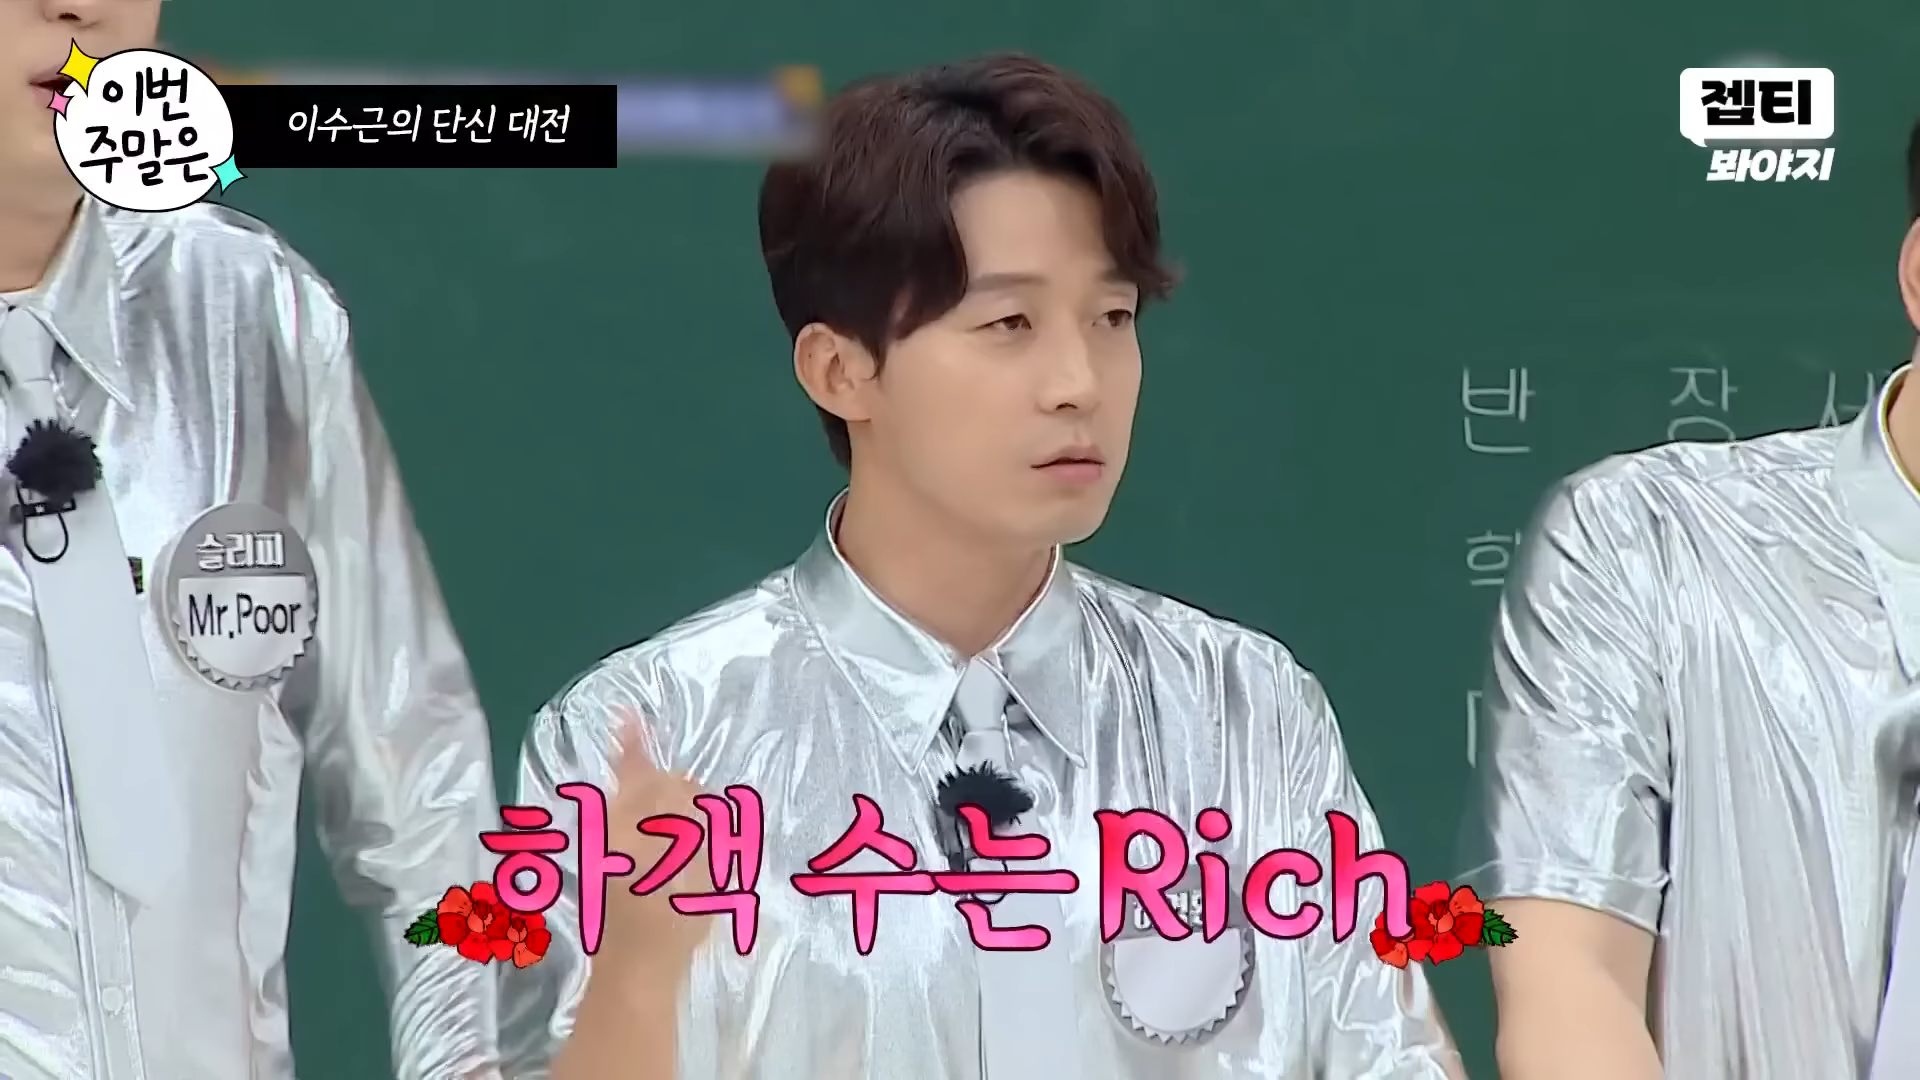 이번
주말은
이수근의 단신 대전
젭티
봐야지
반 장
슬리피
Mr.Poor
하객 수는 Rich